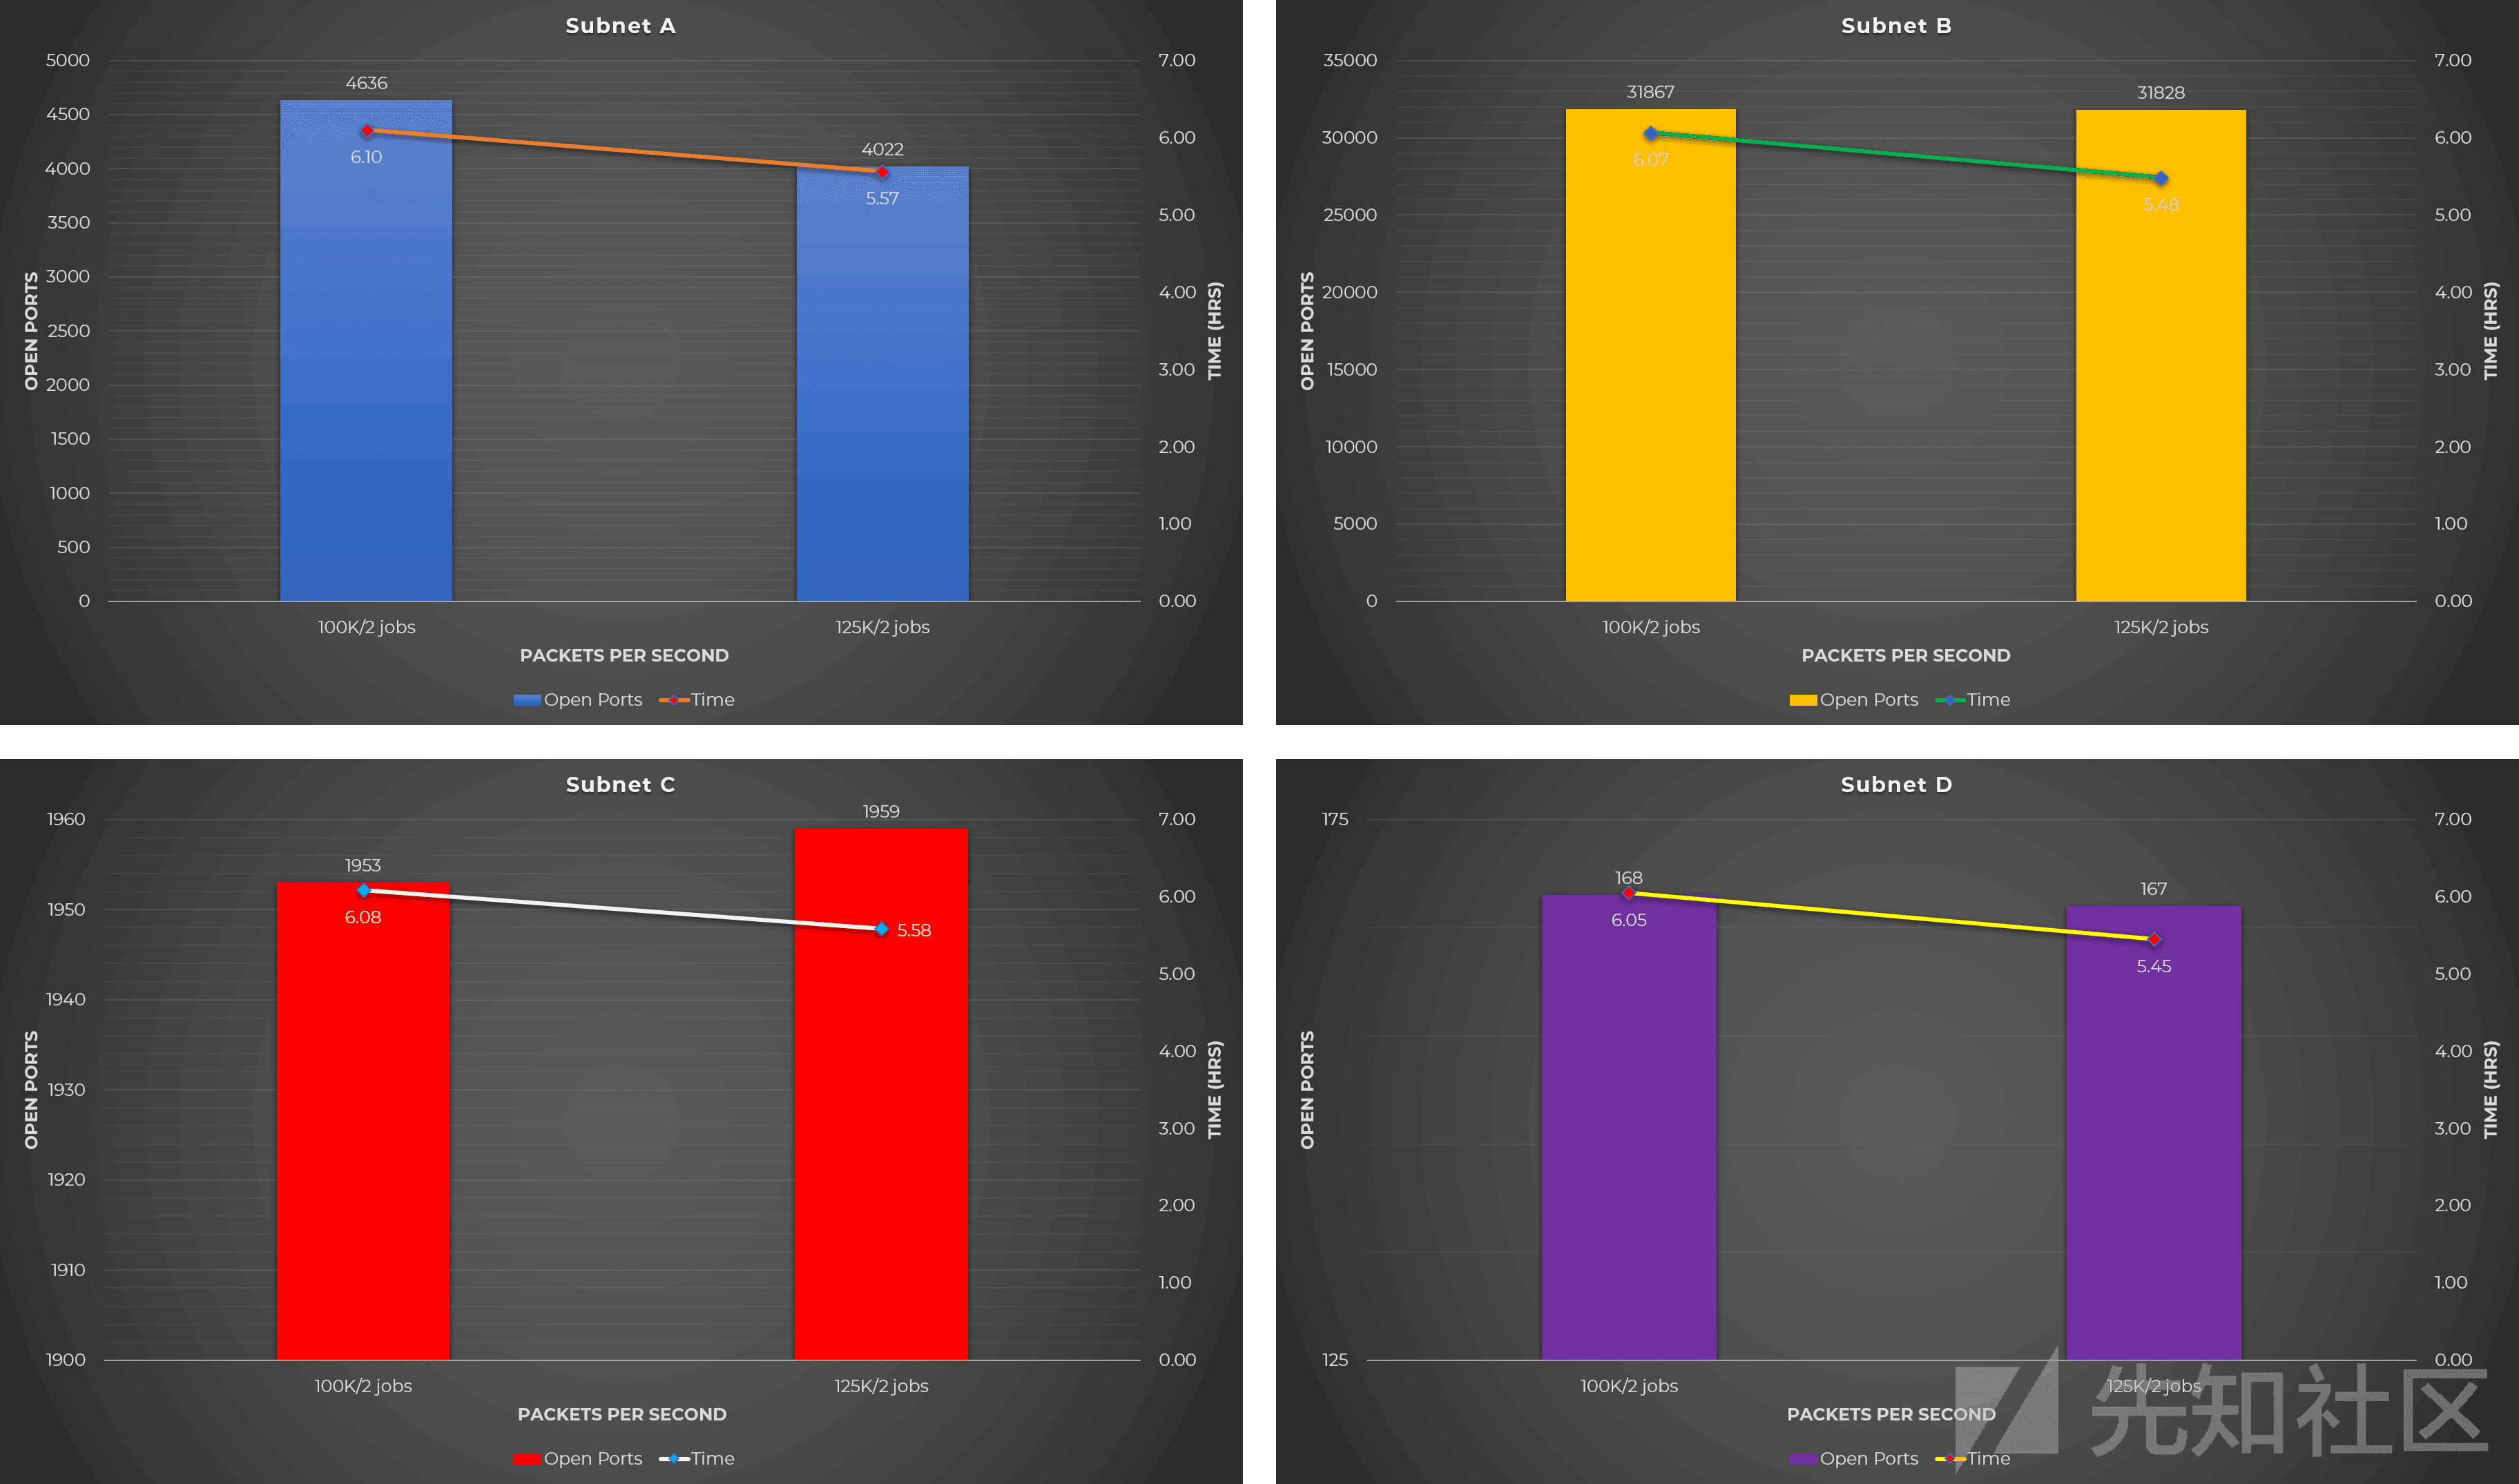 Subnet A
5000
4500
4000
3500
3000
2500
2000
1500
1000
500
0
OPEN PORTS
4636
6.10
4022
5.57
7.00
6.00
5.00
4.00
3.00
2.00
1.00
0.00
TIME (HRS)
100K/2 jobs
125K/2 jobs
PACKETS PER SECOND
Open Ports Time
Subnet B
35000
30000
25000
20000
15000
10000
5000
0
OPEN PORTS
31867
6.07
31828
5.48
7.00
6.00
5.00
4.00
3.00
2.00
1.00
0.00
TIME (HRS)
100K/2 jobs
125K/2 jobs
PACKETS PER SECOND
Open Ports Time
Subnet C
1960
1950
1940
1930
1920
1910
1900
OPEN PORTS
1953
6.08
1959
5.58
7.00
6.00
5.00
4.00
3.00
2.00
1.00
0.00
TIME (HRS)
100K/2 jobs
125K/2 jobs
PACKETS PER SECOND
Open Ports Time
Subnet D
175
125
OPEN PORTS
168
6.05
167
5.45
7.00
6.00
5.00
4.00
3.00
2.00
1.00
0.00
TIME (HRS)
100K/2 jobs
125K/2 jobs
PACKETS PER SECOND
Open Ports Time
先知社区